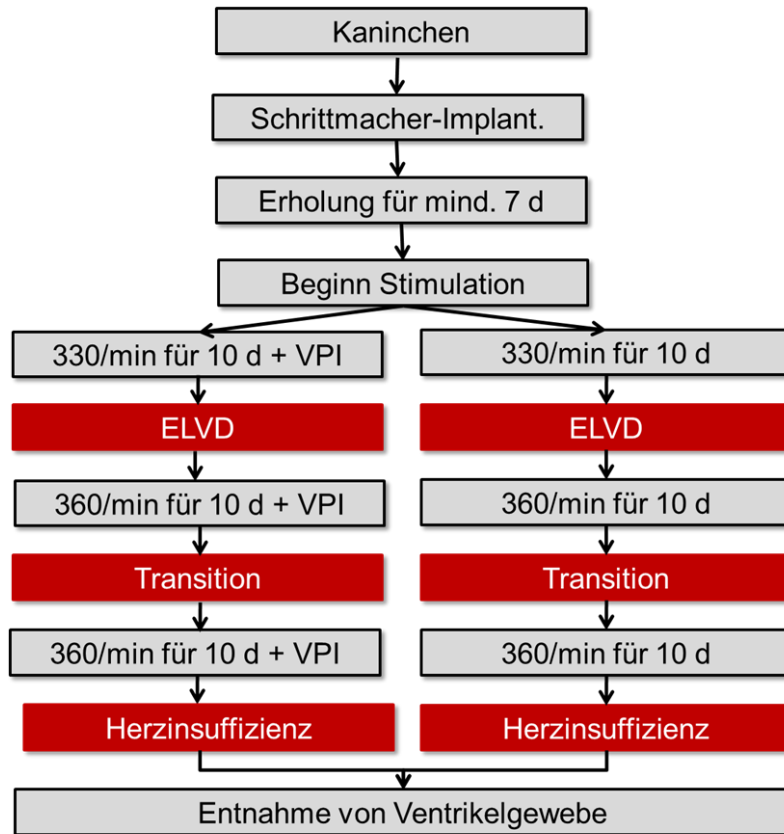 Kaninchen
Schrittmacher-Implant.
Erholung für mind. 7 d
Beginn Stimulation
330/min für 10 d + VPI
330/min für 10 d
ELVD
ELVD
360/min für 10 d + VPI
360/min für 10 d
Transition
Transition
360/min für 10 d + VPI
360/min für 10 d
Herzinsuffizienz
Herzinsuffizienz
Entnahme von Ventrikelgewebe